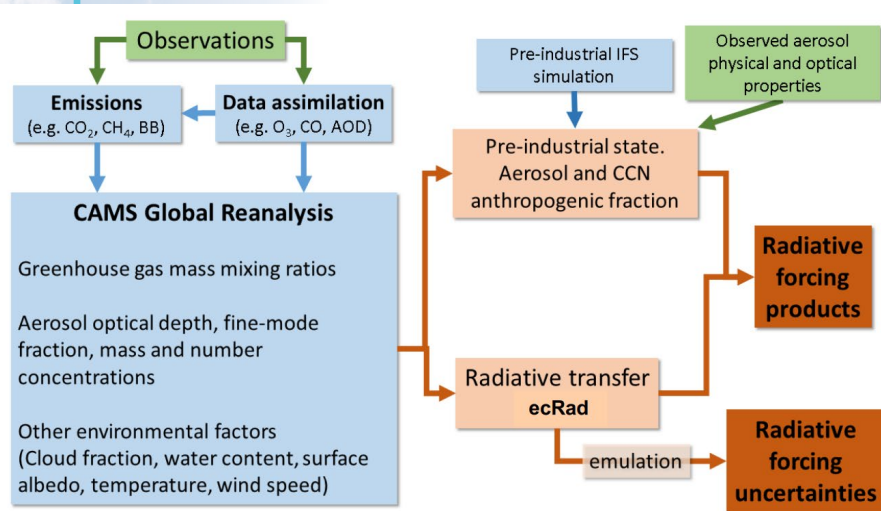 Observations
Emissions
(e.g. CO₂, CH₄, BB)
Data assimilation
(e.g. O₃, CO, AOD)
CAMS Global Reanalysis
Greenhouse gas mass mixing ratios
Aerosol optical depth, fine-mode
fraction, mass and number
concentrations
Other environmental factors
(Cloud fraction, water content, surface
albedo, temperature, wind speed)
Pre-industrial IFS
simulation
Observed aerosol
physical and optical
properties
Pre-industrial state.
Aerosol and CCN
anthropogenic fraction
Radiative transfer
ecRad
emulation
Radiative
forcing
products
Radiative
forcing
uncertainties